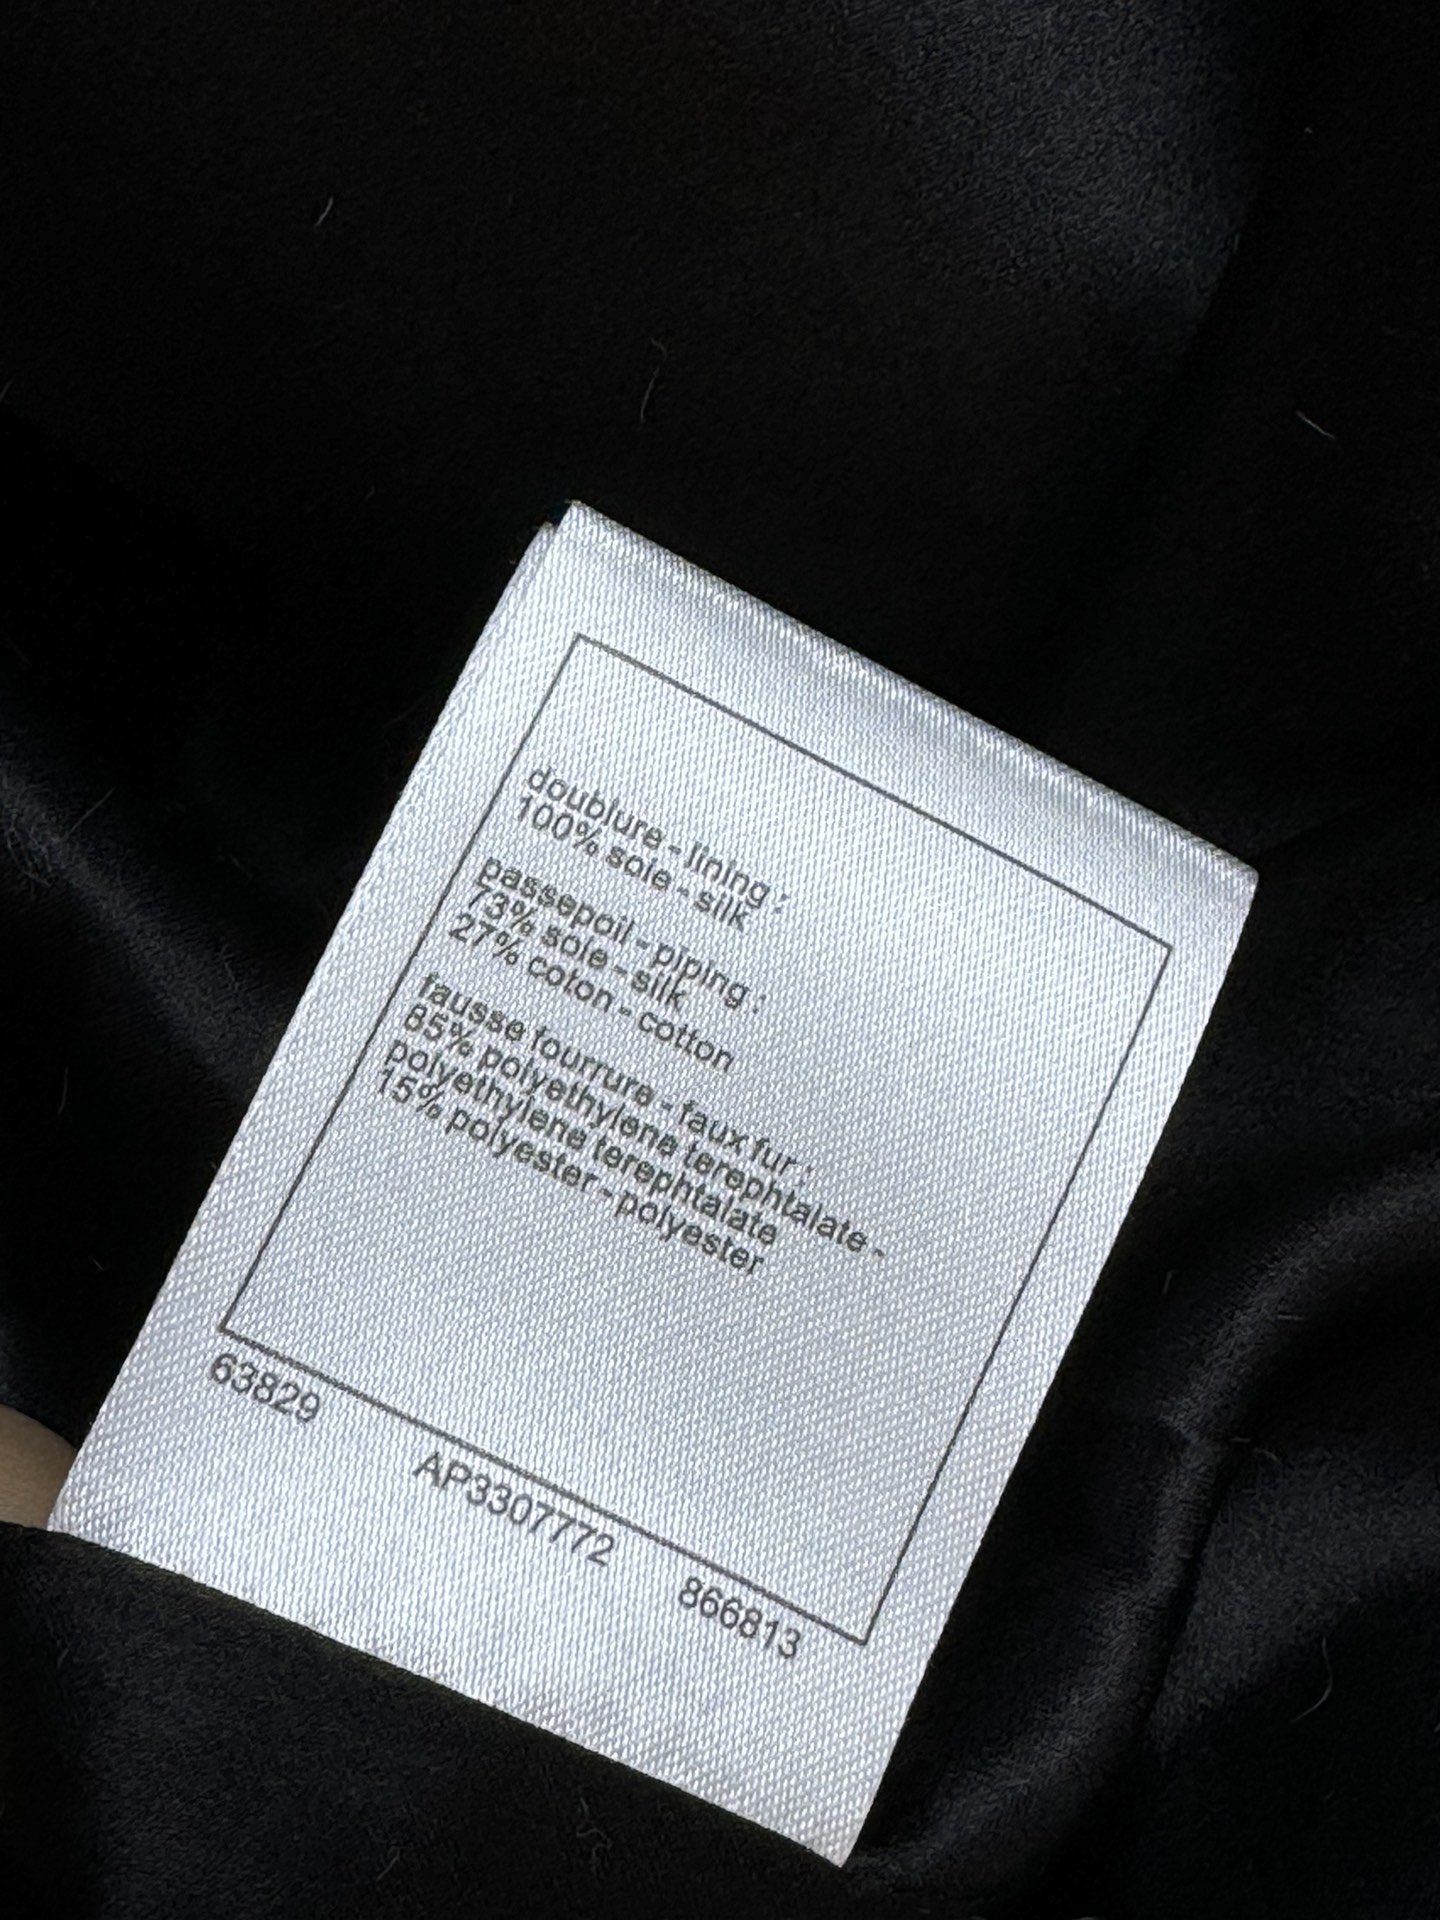 doublure - lining :
100% soie - silk
passepoil - piping :
73% soie - silk
27% coton - cotton
fausse fourrure - faux fur :
85% polyethylene terephtalate -
polyethylene terephtalate
15% polyester - polyester
63829 AP3307772 866813